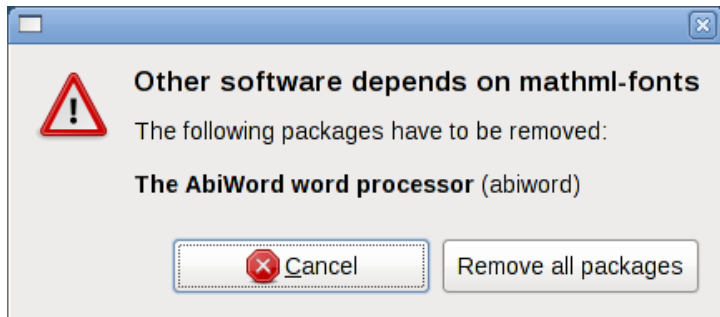 Other software depends on mathml-fonts
The following packages have to be removed:
The AbiWord word processor (abiword)
Cancel
Remove all packages